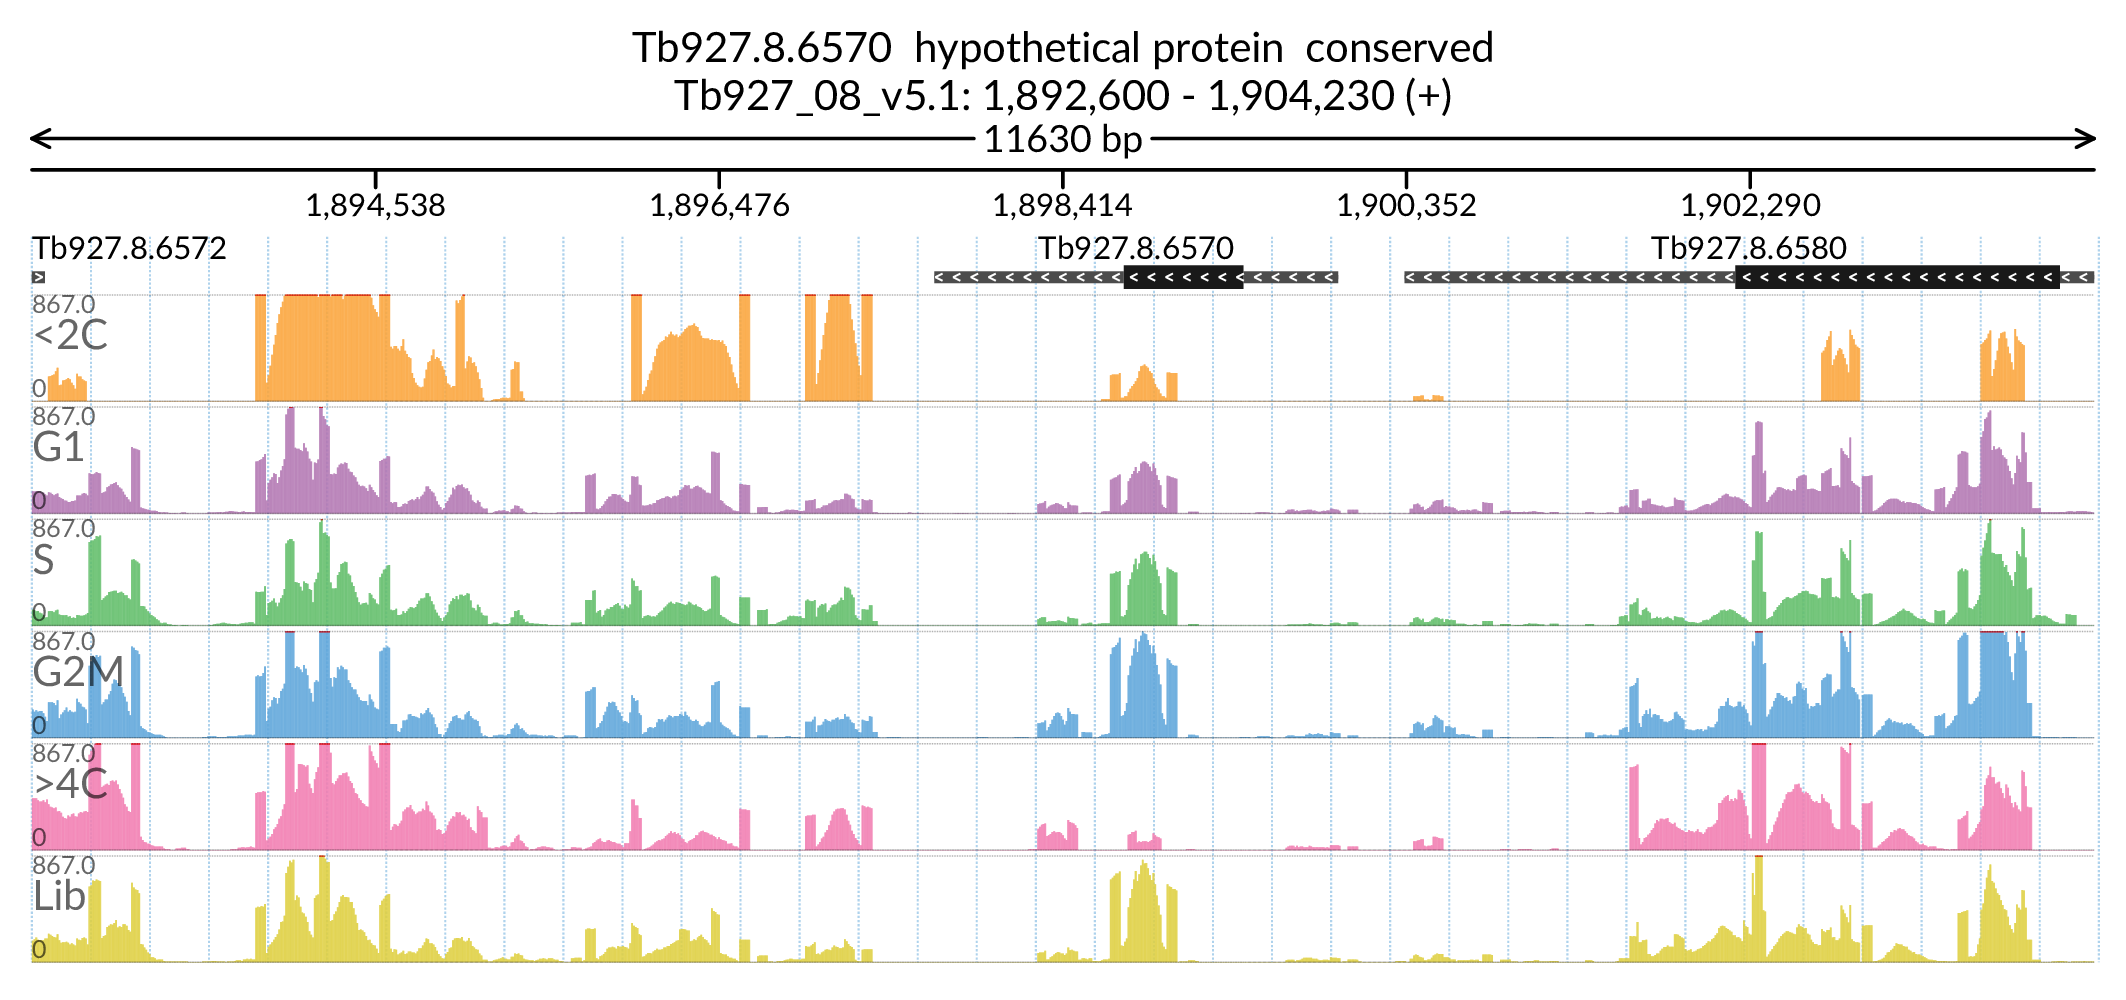 Tb927.8.6570  hypothetical protein  conserved
Tb927_08_v5.1: 1,892,600 - 1,904,230 (+)
11630 bp
1,894,538 1,896,476 1,898,414 1,900,352 1,902,290
Tb927.8.6572 Tb927.8.6570 Tb927.8.6580
867.0
<2C
0
867.0
G1
0
867.0
S
0
867.0
G2M
0
867.0
>4C
0
867.0
Lib
0